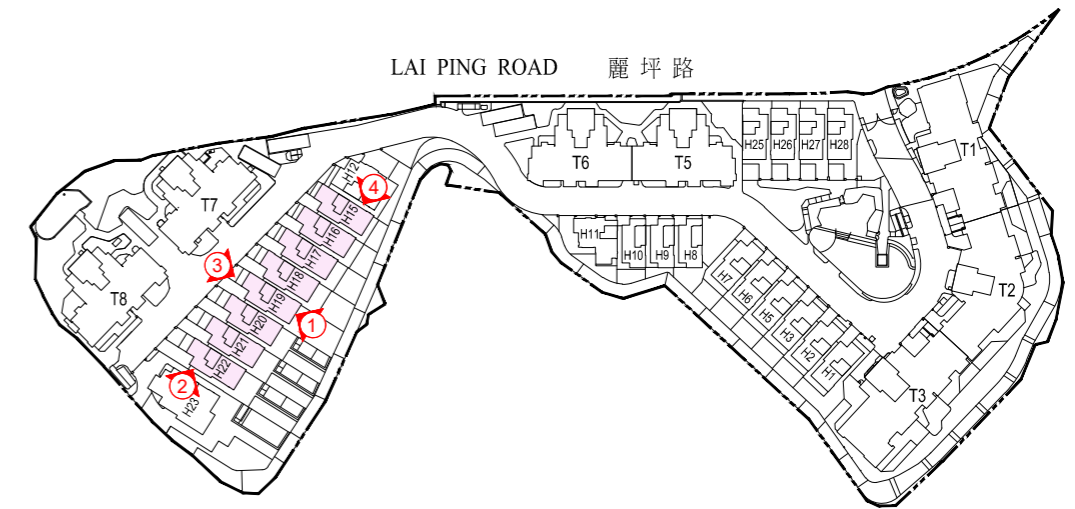 LAI PING ROAD 麗坪路
T6
T5
H25
H26
H27
H28
T1
T7
H12
4
H15
H16
H17
H18
H19
H20
H21
H22
H23
3
1
2
T8
H11
H10
H9
H8
H7
H6
H5
H3
H2
H1
T2
T3